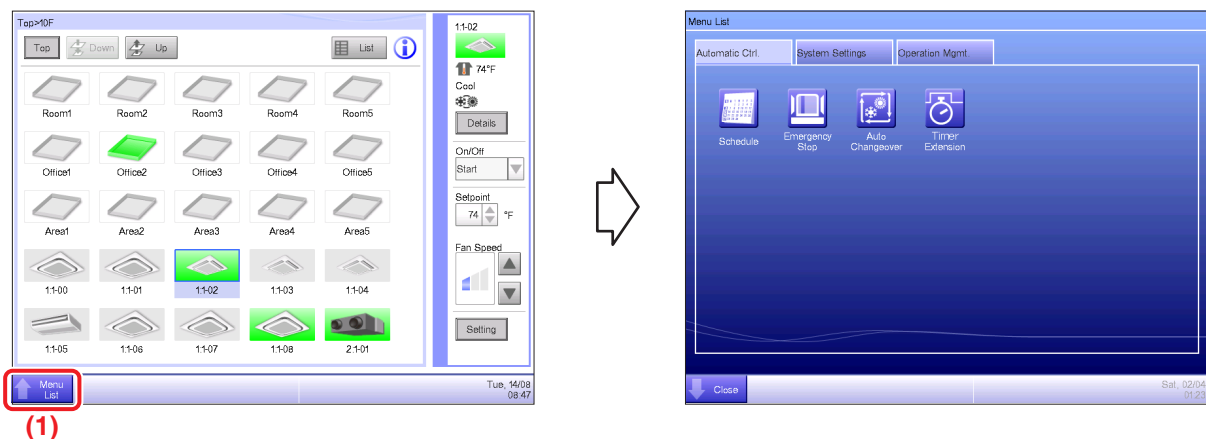 Top>10F
Top
Down
Up
List
Room1
Room2
Room3
Room4
Room5
Office1
Office2
Office3
Office4
Office5
Area1
Area2
Area3
Area4
Area5
1:1-00
1:1-01
1:1-02
1:1-03
1:1-04
1:1-05
1:1-06
1:1-07
1:1-08
2:1-01
1:1-02
74°F
Cool
Details
On/Off
Start
Setpoint
74 °F
Fan Speed
Setting
Menu
List
Tue, 14/08
08:47
(1)
Menu List
Automatic Ctrl.
System Settings
Operation Mgmt.
Schedule
Emergency
Stop
Auto
Changeover
Timer
Extension
Close
Sat, 02/04
01:23